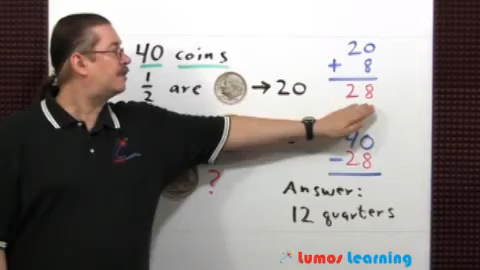 40 coins
1/2 are → 20
?
20
+ 8
28
40
-28
Answer:
12 quarters
Lumos Learning